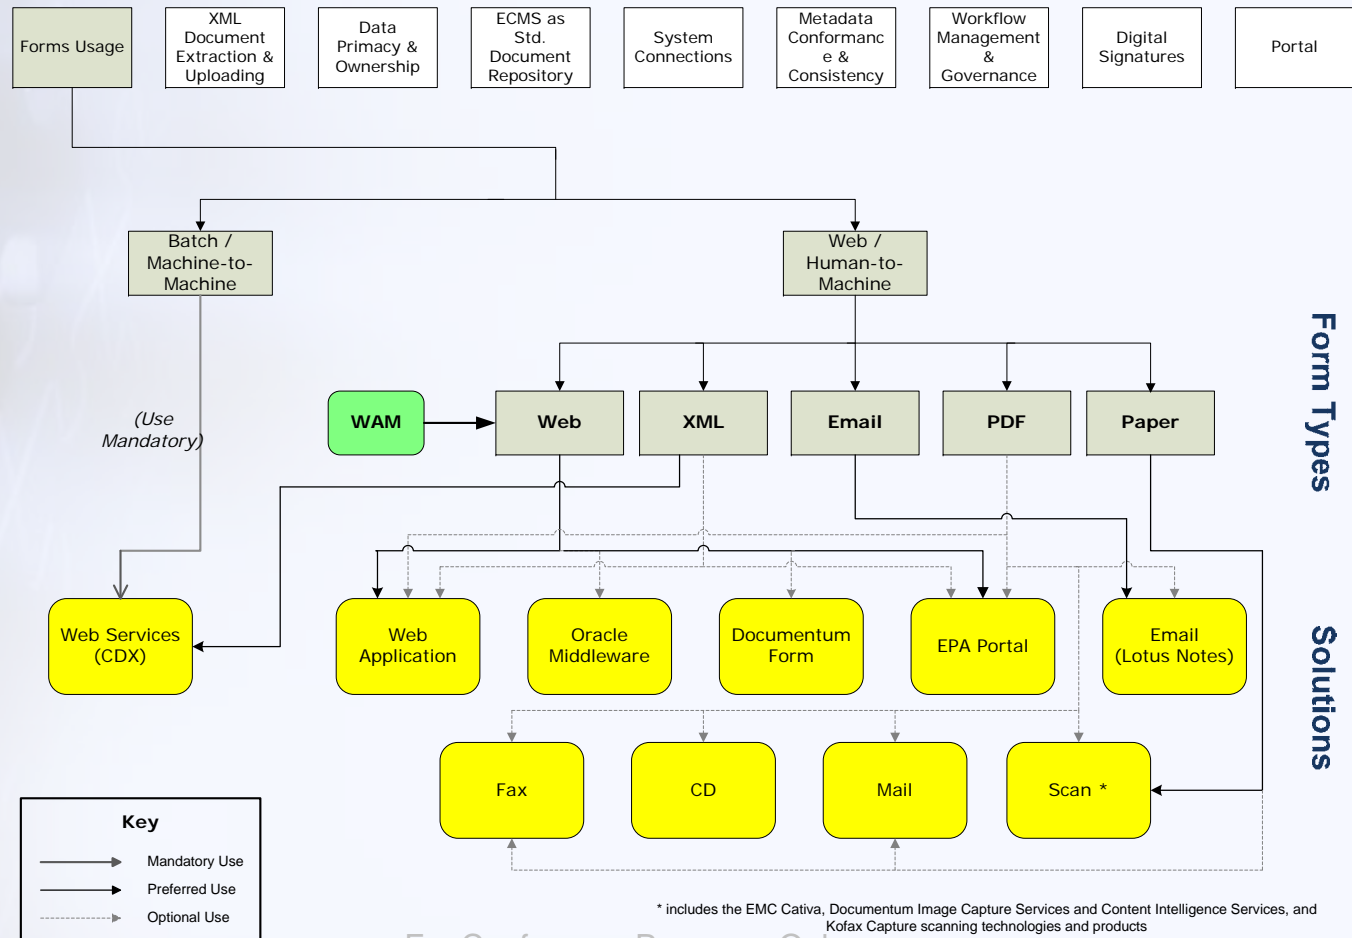 Forms Usage
XML
Document
Extraction &
Uploading
Data
Primacy &
Ownership
ECMS as
Std.
Document
Repository
System
Connections
Metadata
Conformanc
e &
Consistency
Workflow
Management
&
Governance
Digital
Signatures
Portal
Batch /
Machine-to-
Machine
Web /
Human-to-
Machine
Form Types
(Use
Mandatory)
WAM
Web
XML
Email
PDF
Paper
Solutions
Web Services
(CDX)
Web
Application
Oracle
Middleware
Documentum
Form
EPA Portal
Email
(Lotus Notes)
Fax
CD
Mail
Scan *
Key
Mandatory Use
Preferred Use
Optional Use
* includes the EMC Cativa, Documentum Image Capture Services and Content Intelligence Services, and
Kofax Capture scanning technologies and products